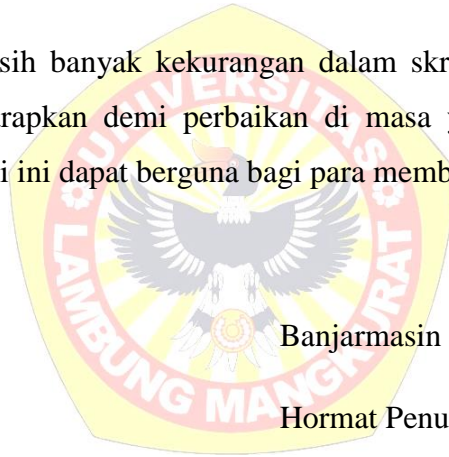 sih banyak kekurangan dalam skr
rapkan demi perbaikan di masa y
i ini dapat berguna bagi para memb
UNIVERSITAS
LAMBUNG MANGKURAT
Banjarmasin
Hormat Penu